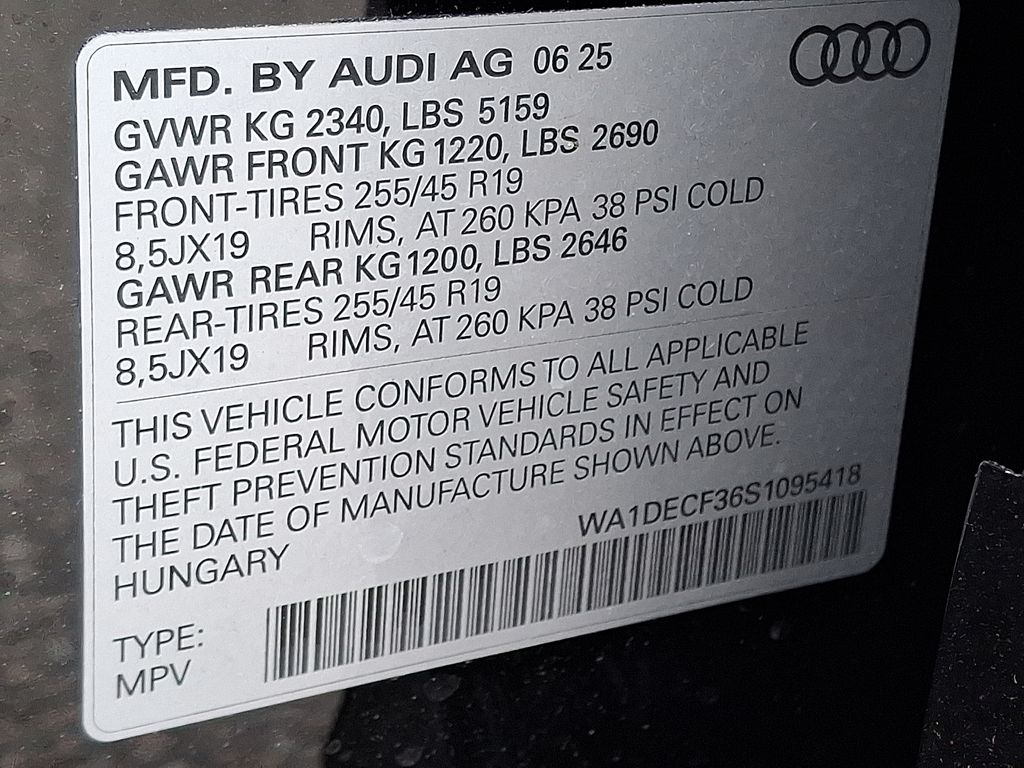 MFD. BY AUDI AG 06 25
GVWR KG 2340, LBS 5159
GAWR FRONT KG 1220, LBS 2690
FRONT-TIRES 255/45 R19
8,5JX19 RIMS, AT 260 KPA 38 PSI COLD
GAWR REAR KG 1200, LBS 2646
REAR-TIRES 255/45 R19
8,5JX19 RIMS, AT 260 KPA 38 PSI COLD
THIS VEHICLE CONFORMS TO ALL APPLICABLE
U.S. FEDERAL MOTOR VEHICLE SAFETY AND
THEFT PREVENTION STANDARDS IN EFFECT ON
THE DATE OF MANUFACTURE SHOWN ABOVE.
HUNGARY WA1DECF36S1095418
TYPE:
MPV